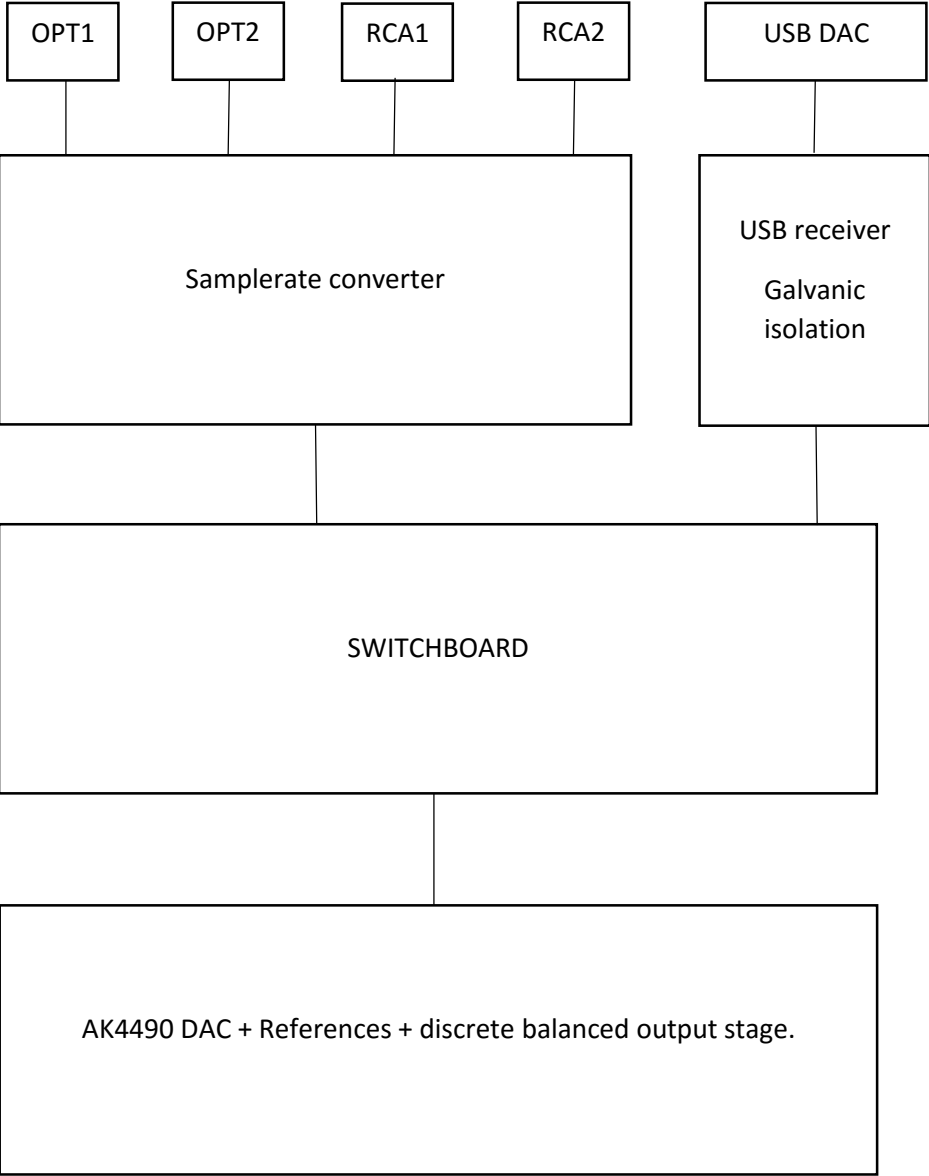 OPT1
OPT2
RCA1
RCA2
USB DAC
Samplerate converter
USB receiver
Galvanic
isolation
SWITCHBOARD
AK4490 DAC + References + discrete balanced output stage.